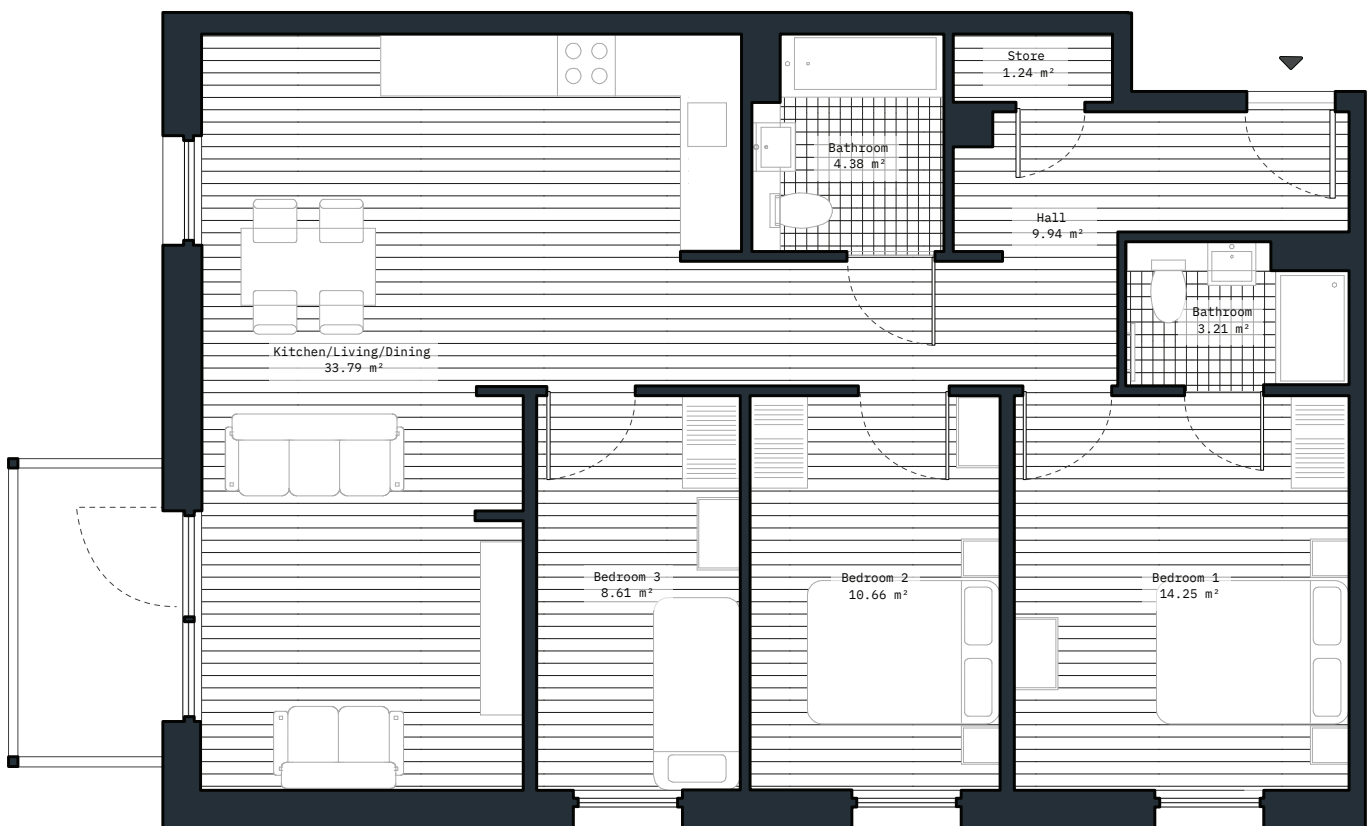 Store
1.24 m²
Bathroom
4.38 m²
Hall
9.94 m²
Bathroom
3.21 m²
Kitchen/Living/Dining
33.79 m²
Bedroom 3
8.61 m²
Bedroom 2
10.66 m²
Bedroom 1
14.25 m²